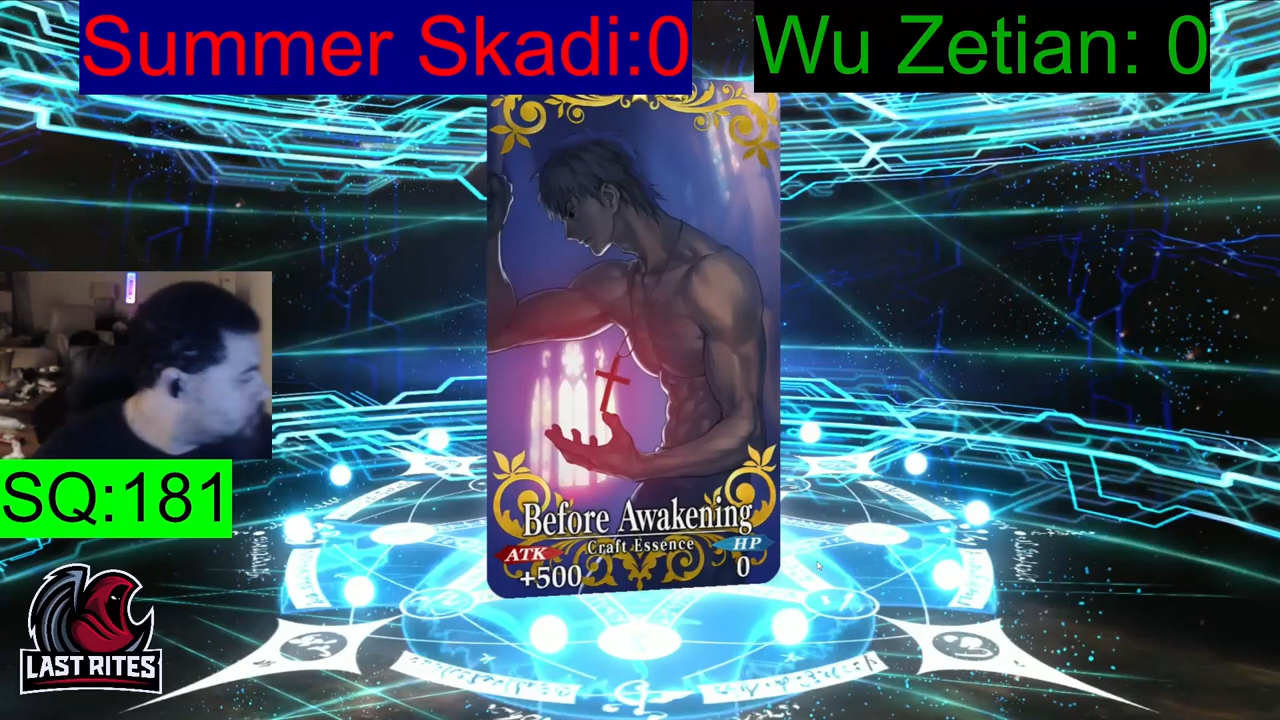 Summer Skadi:0
Wu Zetian: 0
SQ:181
Before Awakening
Craft Essence
ATK
HP
+500
0
LAST RITES